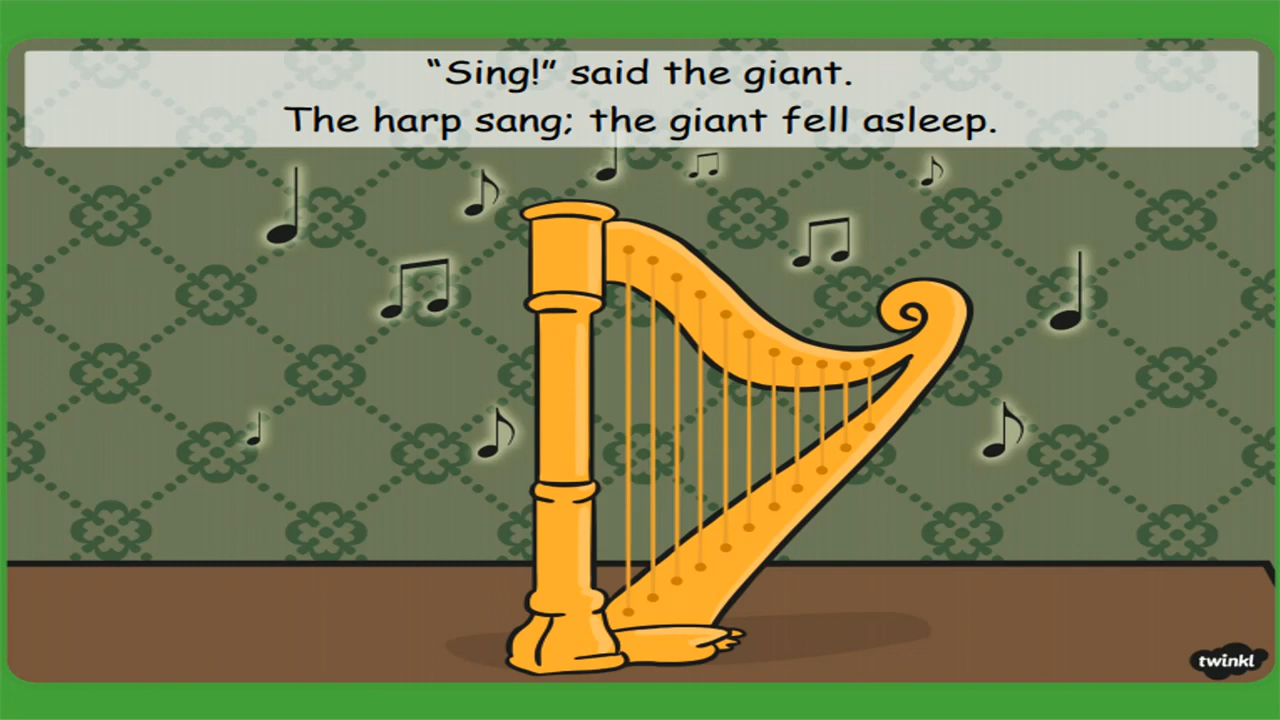 “Sing!” said the giant.
The harp sang; the giant fell asleep.
twinkl